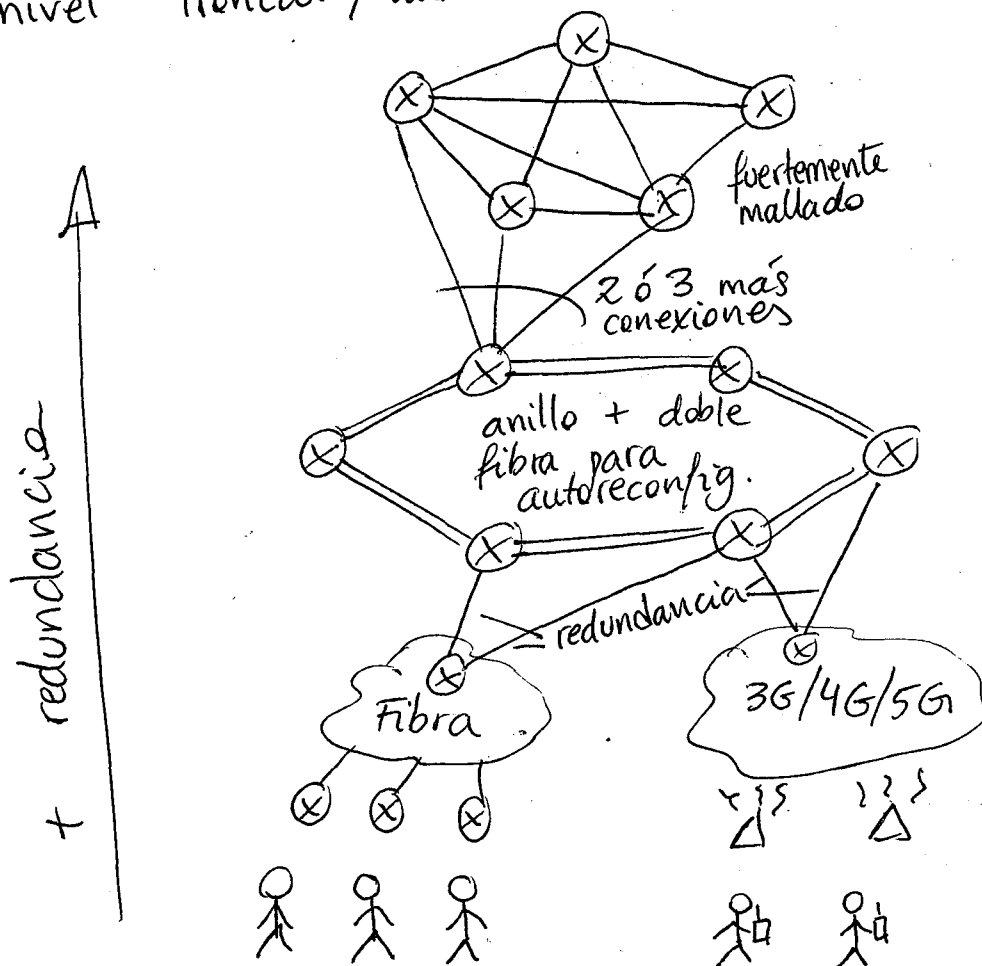 nivel
fuertemente
mallado
2 ó 3 más
conexiones
anillo + doble
fibra para
autoreconfig.
redundancia
Fibra
3G/4G/5G
+ redundancia